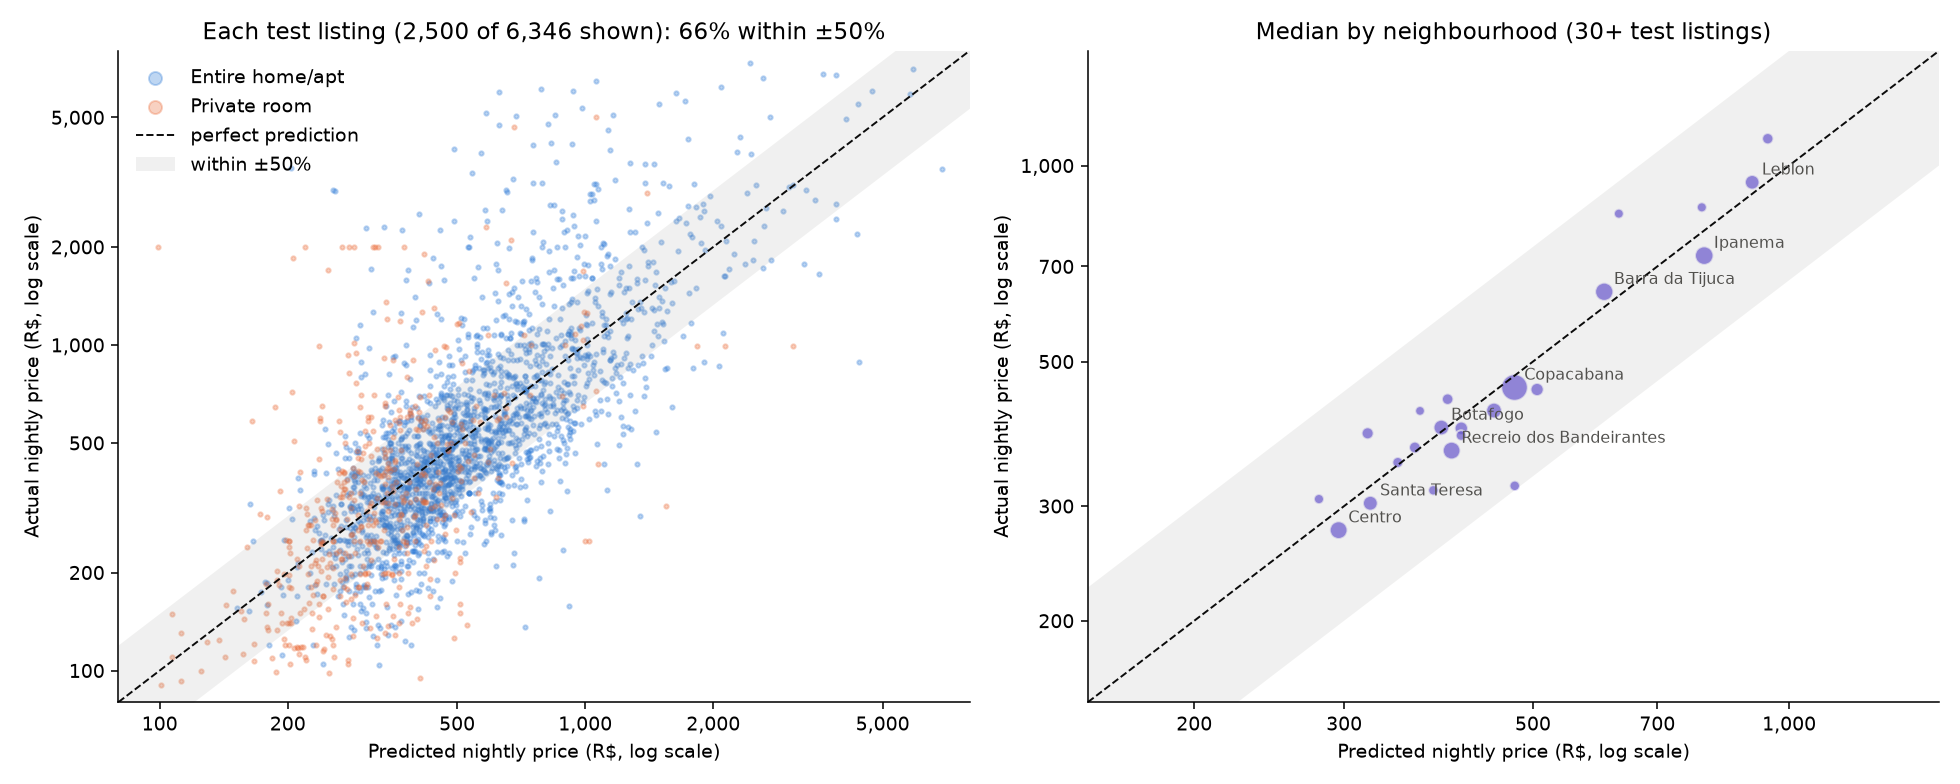 Each test listing (2,500 of 6,346 shown): 66% within ±50%
Entire home/apt
Private room
perfect prediction
within ±50%
5,000
2,000
1,000
500
200
100
Actual nightly price (R$, log scale)
100
200
500
1,000
2,000
5,000
Predicted nightly price (R$, log scale)
Median by neighbourhood (30+ test listings)
1,000
700
500
300
200
Actual nightly price (R$, log scale)
Leblon
Ipanema
Barra da Tijuca
Copacabana
Botafogo
Recreio dos Bandeirantes
Santa Teresa
Centro
200
300
500
700
1,000
Predicted nightly price (R$, log scale)